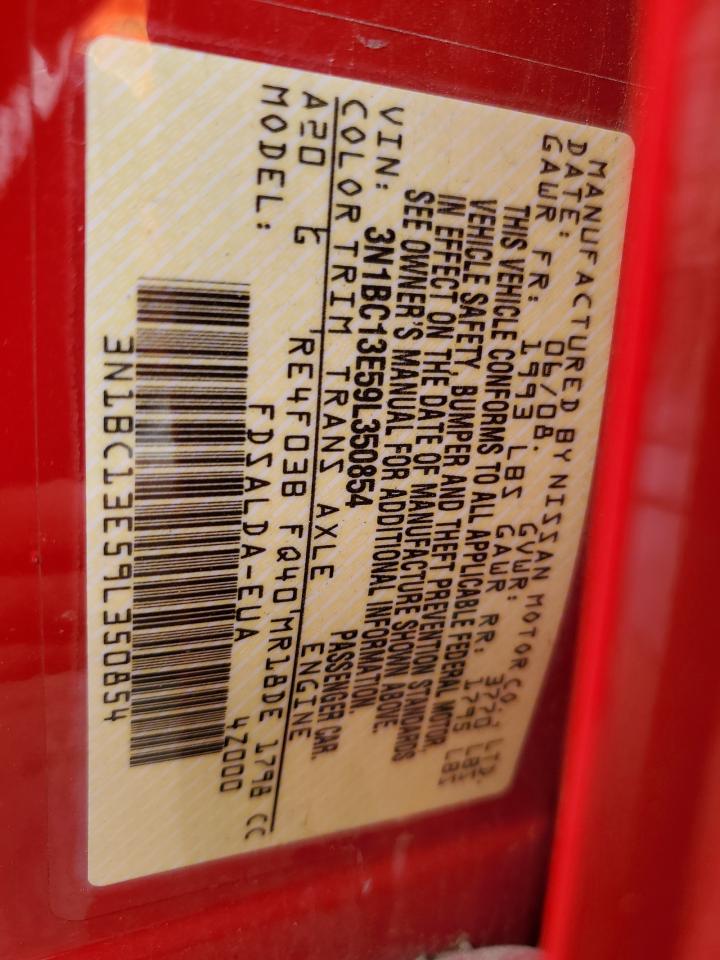 MANUFACTURED BY NISSAN MOTOR CO., LTD.
DATE: 06/08. GVWR: 3770 LBS
GAWR FR: 1993 LBS GAWR RR: 1795 LBS
THIS VEHICLE CONFORMS TO ALL APPLICABLE FEDERAL MOTOR
VEHICLE SAFETY, BUMPER AND THEFT PREVENTION STANDARDS
IN EFFECT ON THE DATE OF MANUFACTURE SHOWN ABOVE.
SEE OWNER'S MANUAL FOR ADDITIONAL INFORMATION.
VIN: 3N1BC13E59L350854 PASSENGER CAR.
COLOR TRIM TRANS AXLE ENGINE
A20 G RE4F03B FQ40 MR18DE 1798 CC
MODEL: FDSALDA-EUA 4Z000
3N1BC13E59L350854